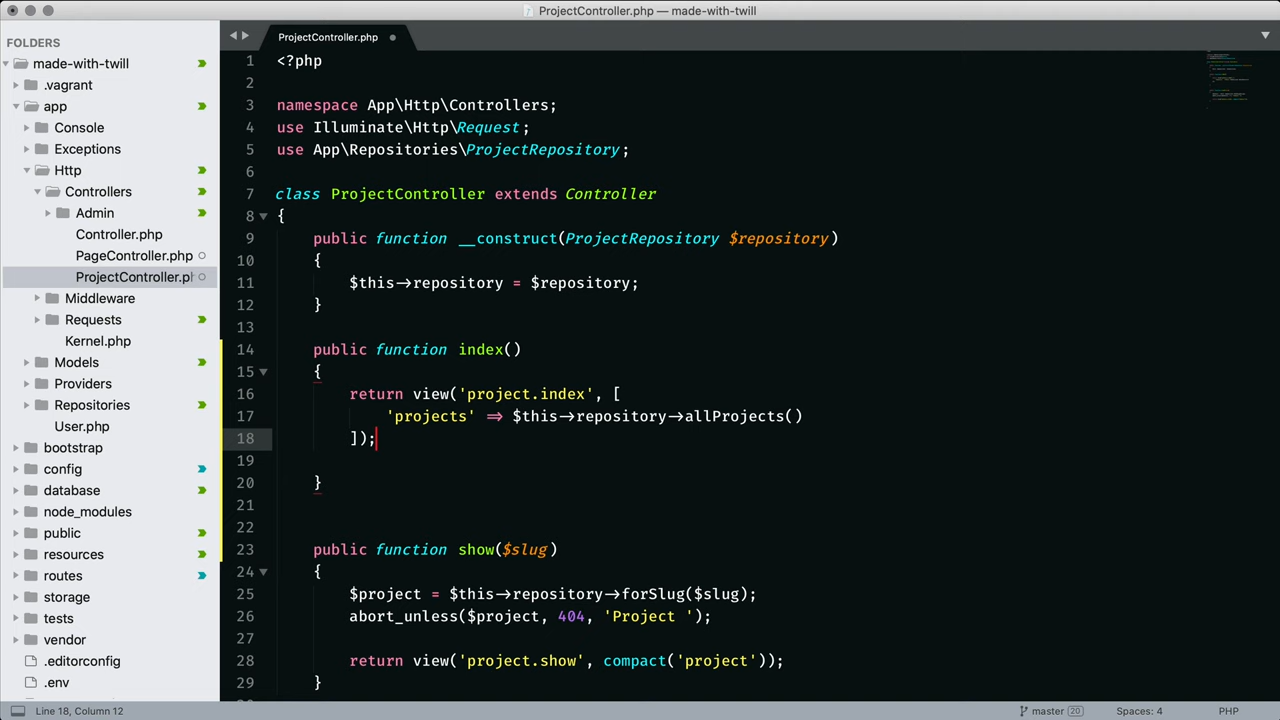 ProjectController.php — made-with-twill
FOLDERS
made-with-twill
.vagrant
app
Console
Exceptions
Http
Controllers
Admin
Controller.php
PageController.php
ProjectController.ph
Middleware
Requests
Kernel.php
Models
Providers
Repositories
User.php
bootstrap
config
database
node_modules
public
resources
routes
storage
tests
vendor
.editorconfig
.env
ProjectController.php
1 <?php
2
3 namespace App\Http\Controllers;
4 use Illuminate\Http\Request;
5 use App\Repositories\ProjectRepository;
6
7 class ProjectController extends Controller
8 {
9 public function __construct(ProjectRepository $repository)
10 {
11 $this->repository = $repository;
12 }
13
14 public function index()
15 {
16 return view('project.index', [
17 'projects' => $this->repository->allProjects()
18 ]);
19
20 }
21
22
23 public function show($slug)
24 {
25 $project = $this->repository->forSlug($slug);
26 abort_unless($project, 404, 'Project ');
27
28 return view('project.show', compact('project'));
29 }
Line 18, Column 12
master 20
Spaces: 4
PHP